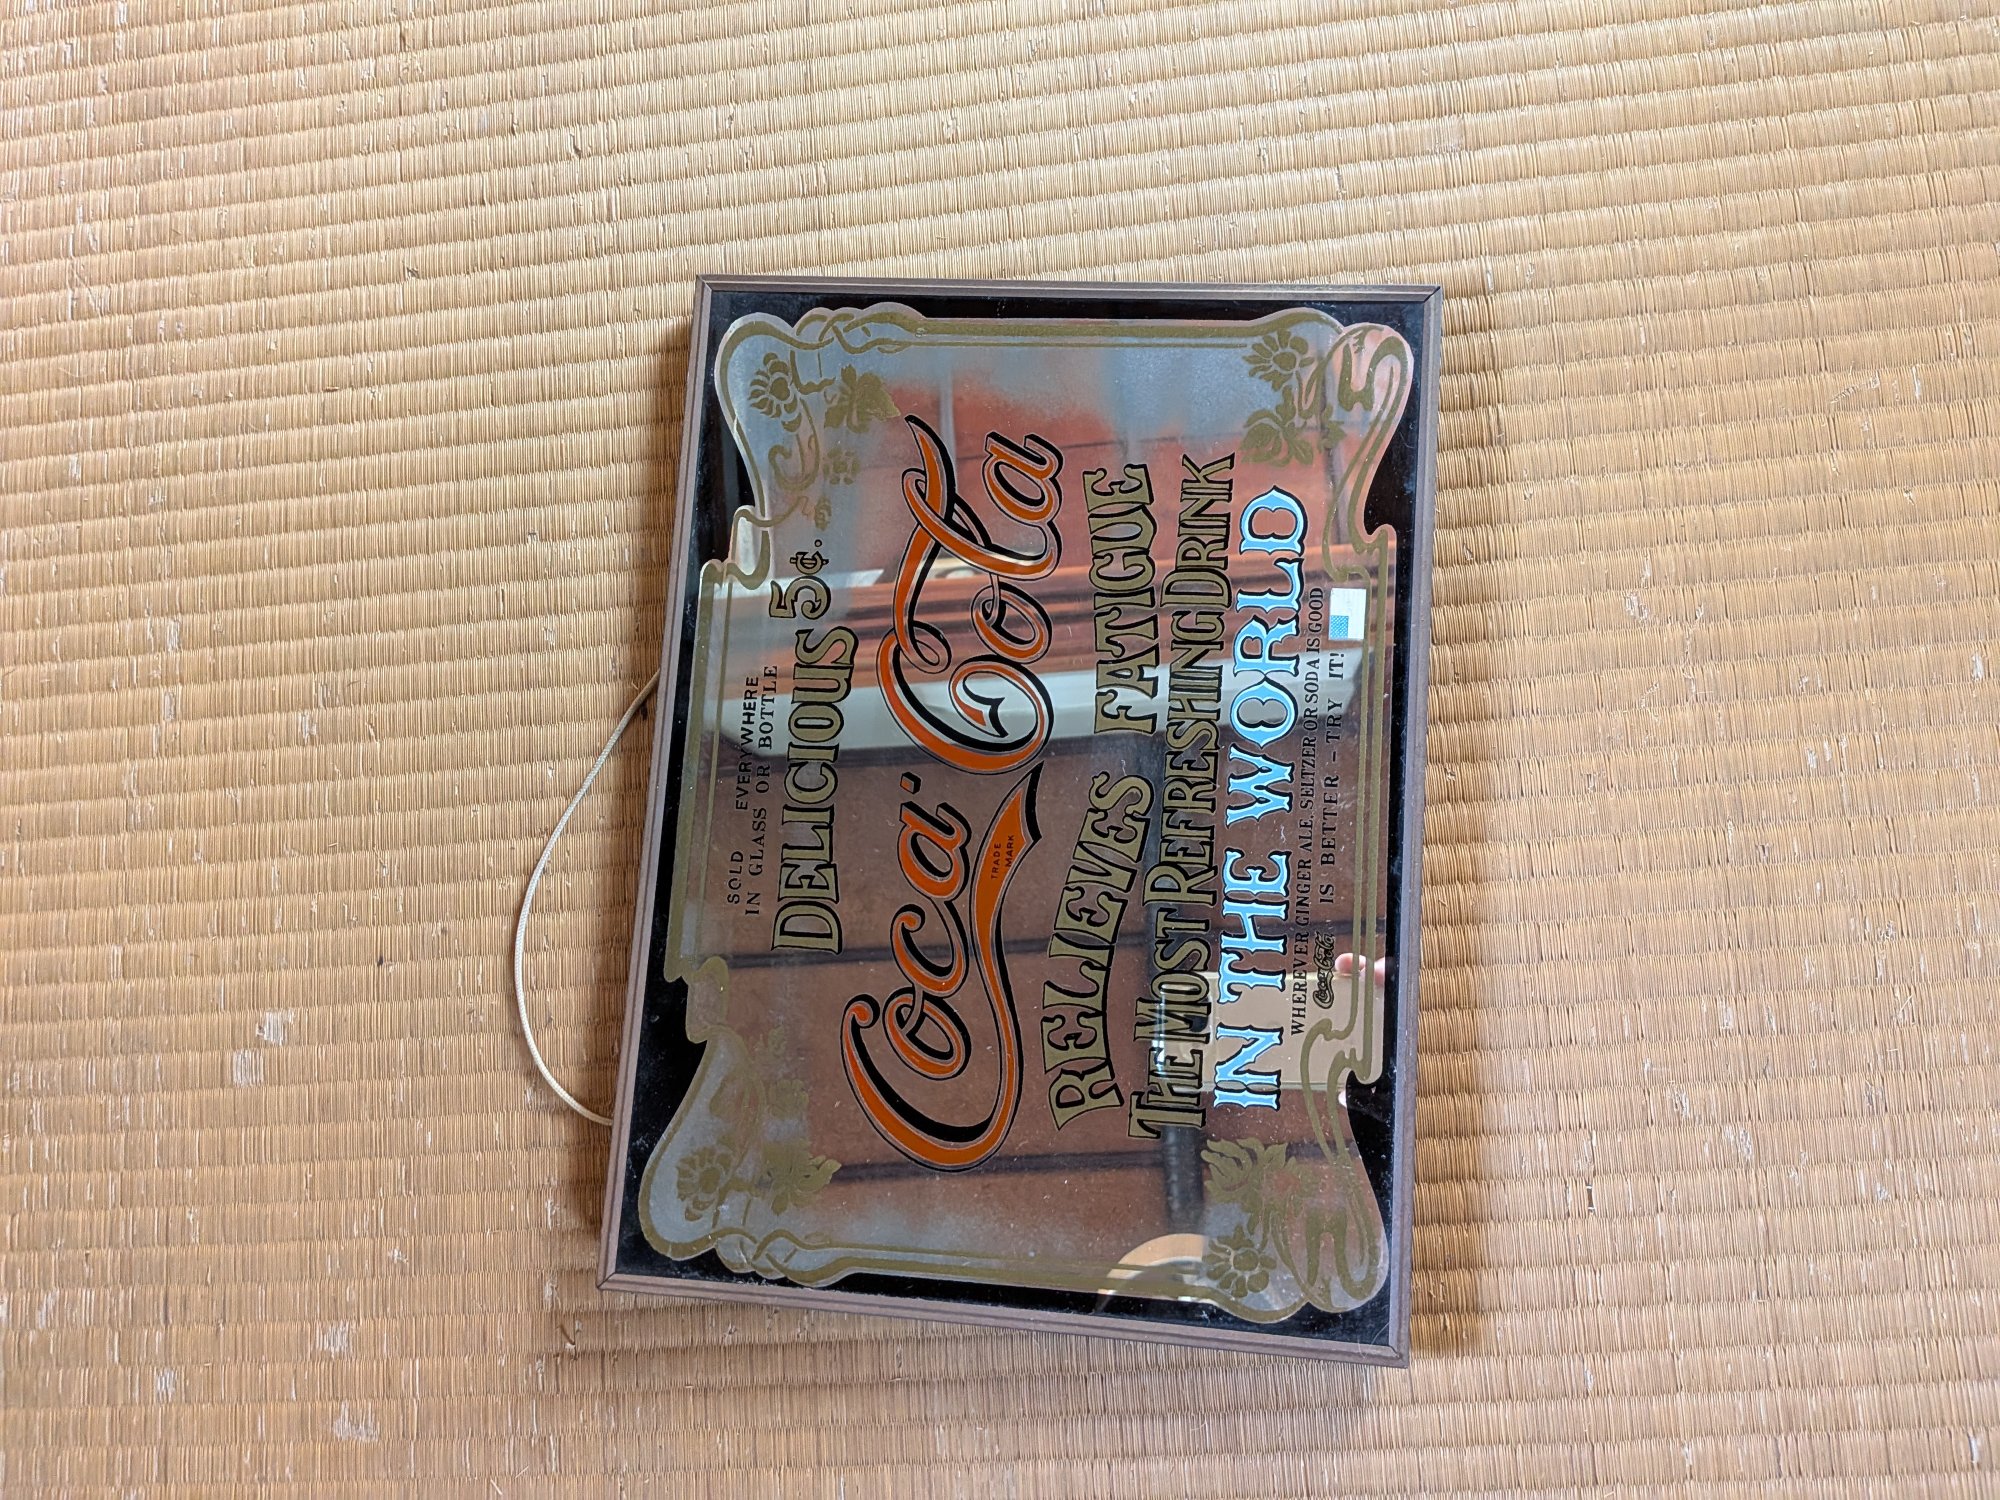 SOLD EVERYWHERE
IN GLASS OR BOTTLE
DELICIOUS 5¢.
Coca-Cola
TRADE
MARK
RELIEVES FATIGUE
THE MOST REFRESHING DRINK
IN THE WORLD
WHEREVER GINGER ALE, SELTZER OR SODA IS GOOD
Coca-Cola IS BETTER - TRY IT!